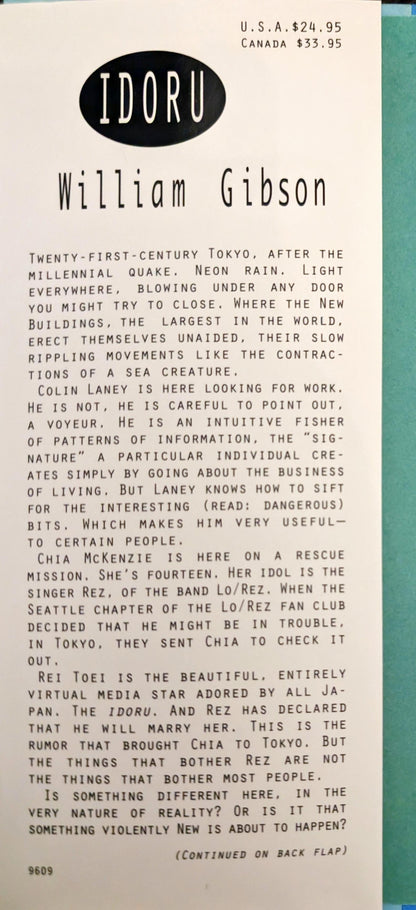 U.S.A.$24.95
CANADA $33.95
IDORU
William Gibson
TWENTY-FIRST-CENTURY TOKYO, AFTER THE
MILLENNIAL QUAKE. NEON RAIN. LIGHT
EVERYWHERE, BLOWING UNDER ANY DOOR
YOU MIGHT TRY TO CLOSE. WHERE THE NEW
BUILDINGS, THE LARGEST IN THE WORLD,
ERECT THEMSELVES UNAIDED, THEIR SLOW
RIPPLING MOVEMENTS LIKE THE CONTRAC-
TIONS OF A SEA CREATURE.
COLIN LANEY IS HERE LOOKING FOR WORK.
HE IS NOT, HE IS CAREFUL TO POINT OUT,
A VOYEUR. HE IS AN INTUITIVE FISHER
OF PATTERNS OF INFORMATION, THE "SIG-
NATURE" A PARTICULAR INDIVIDUAL CRE-
ATES SIMPLY BY GOING ABOUT THE BUSINESS
OF LIVING. BUT LANEY KNOWS HOW TO SIFT
FOR THE INTERESTING (READ: DANGEROUS)
BITS. WHICH MAKES HIM VERY USEFUL—
TO CERTAIN PEOPLE.
CHIA MCKENZIE IS HERE ON A RESCUE
MISSION. SHE'S FOURTEEN. HER IDOL IS THE
SINGER REZ, OF THE BAND LO/REZ. WHEN THE
SEATTLE CHAPTER OF THE LO/REZ FAN CLUB
DECIDED THAT HE MIGHT BE IN TROUBLE,
IN TOKYO, THEY SENT CHIA TO CHECK IT
OUT.
REI TOEI IS THE BEAUTIFUL, ENTIRELY
VIRTUAL MEDIA STAR ADORED BY ALL JA-
PAN. THE IDORU. AND REZ HAS DECLARED
THAT HE WILL MARRY HER. THIS IS THE
RUMOR THAT BROUGHT CHIA TO TOKYO. BUT
THE THINGS THAT BOTHER REZ ARE NOT
THE THINGS THAT BOTHER MOST PEOPLE.
IS SOMETHING DIFFERENT HERE, IN THE
VERY NATURE OF REALITY? OR IS IT THAT
SOMETHING VIOLENTLY NEW IS ABOUT TO HAPPEN?
(CONTINUED ON BACK FLAP)
9609